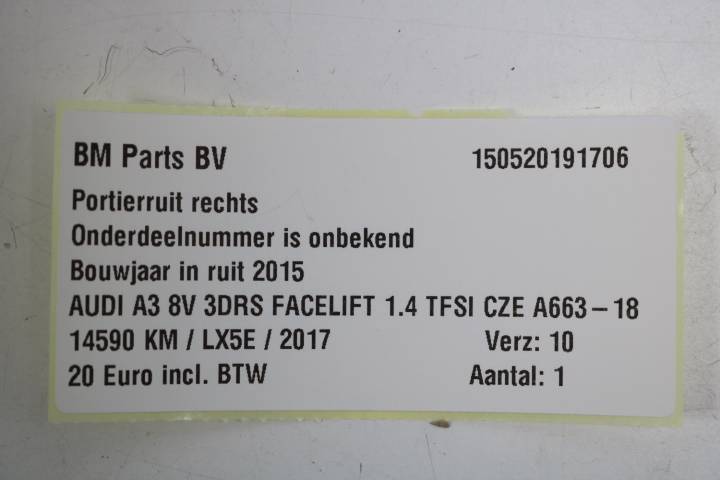 BM Parts BV 150520191706
Portierruit rechts
Onderdeelnummer is onbekend
Bouwjaar in ruit 2015
AUDI A3 8V 3DRS FACELIFT 1.4 TFSI CZE A663-18
14590 KM / LX5E / 2017 Verz: 10
20 Euro incl. BTW Aantal: 1